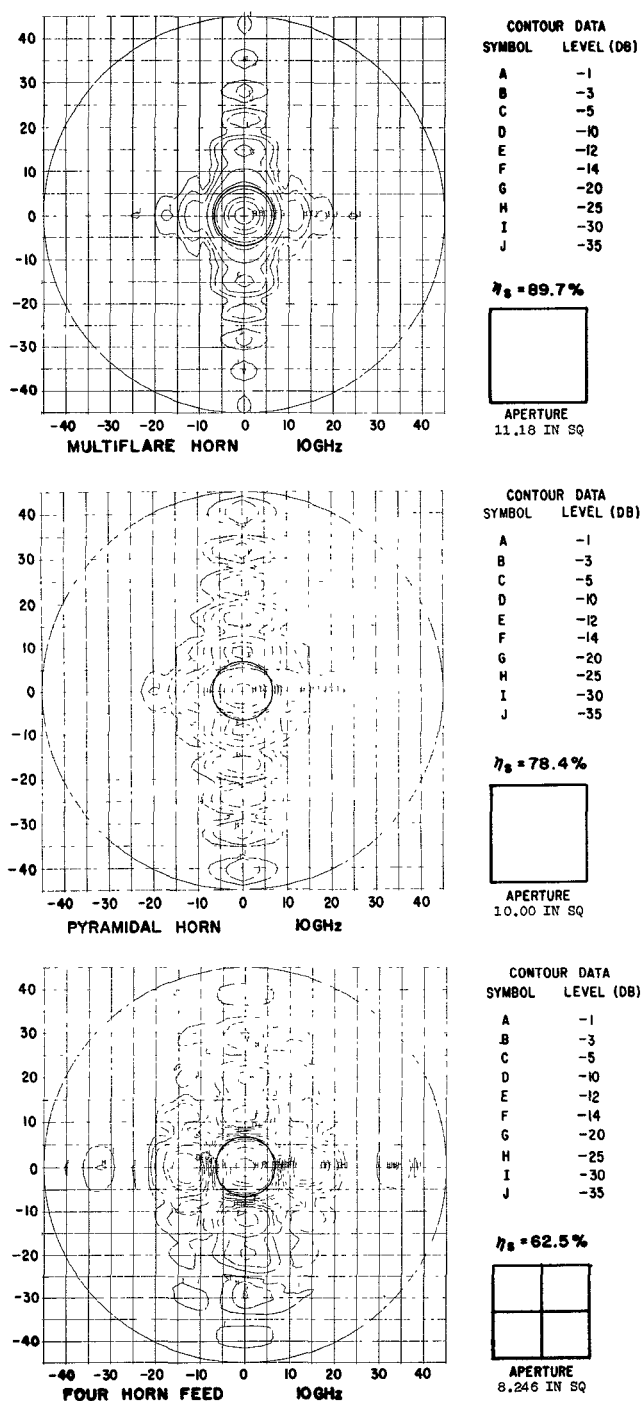 CONTOUR DATA
SYMBOL LEVEL (DB)
A -1
B -3
C -5
D -10
E -12
F -14
G -20
H -25
I -30
J -35
ηs = 89.7%
APERTURE
11.18 IN SQ
40
30
20
10
0
-10
-20
-30
-40
-40 -30 -20 -10 0 10 20 30 40
MULTIFLARE HORN 10GHz
CONTOUR DATA
SYMBOL LEVEL (DB)
A -1
B -3
C -5
D -10
E -12
F -14
G -20
H -25
I -30
J -35
ηs = 78.4%
APERTURE
10.00 IN SQ
40
30
20
10
0
-10
-20
-30
-40
-40 -30 -20 -10 0 10 20 30 40
PYRAMIDAL HORN 10GHz
CONTOUR DATA
SYMBOL LEVEL (DB)
A -1
B -3
C -5
D -10
E -12
F -14
G -20
H -25
I -30
J -35
ηs = 62.5%
APERTURE
8.246 IN SQ
40
30
20
10
0
-10
-20
-30
-40
-40 -30 -20 -10 0 10 20 30 40
FOUR HORN FEED 10GHz